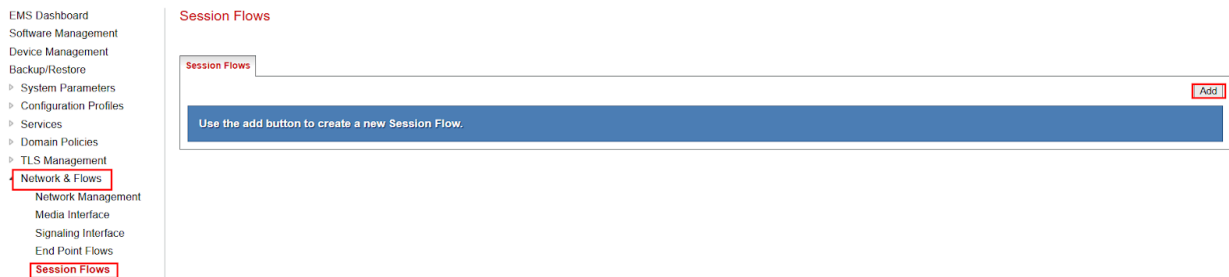 EMS Dashboard
Software Management
Device Management
Backup/Restore
System Parameters
Configuration Profiles
Services
Domain Policies
TLS Management
Network & Flows
Network Management
Media Interface
Signaling Interface
End Point Flows
Session Flows
Session Flows
Session Flows
Add
Use the add button to create a new Session Flow.